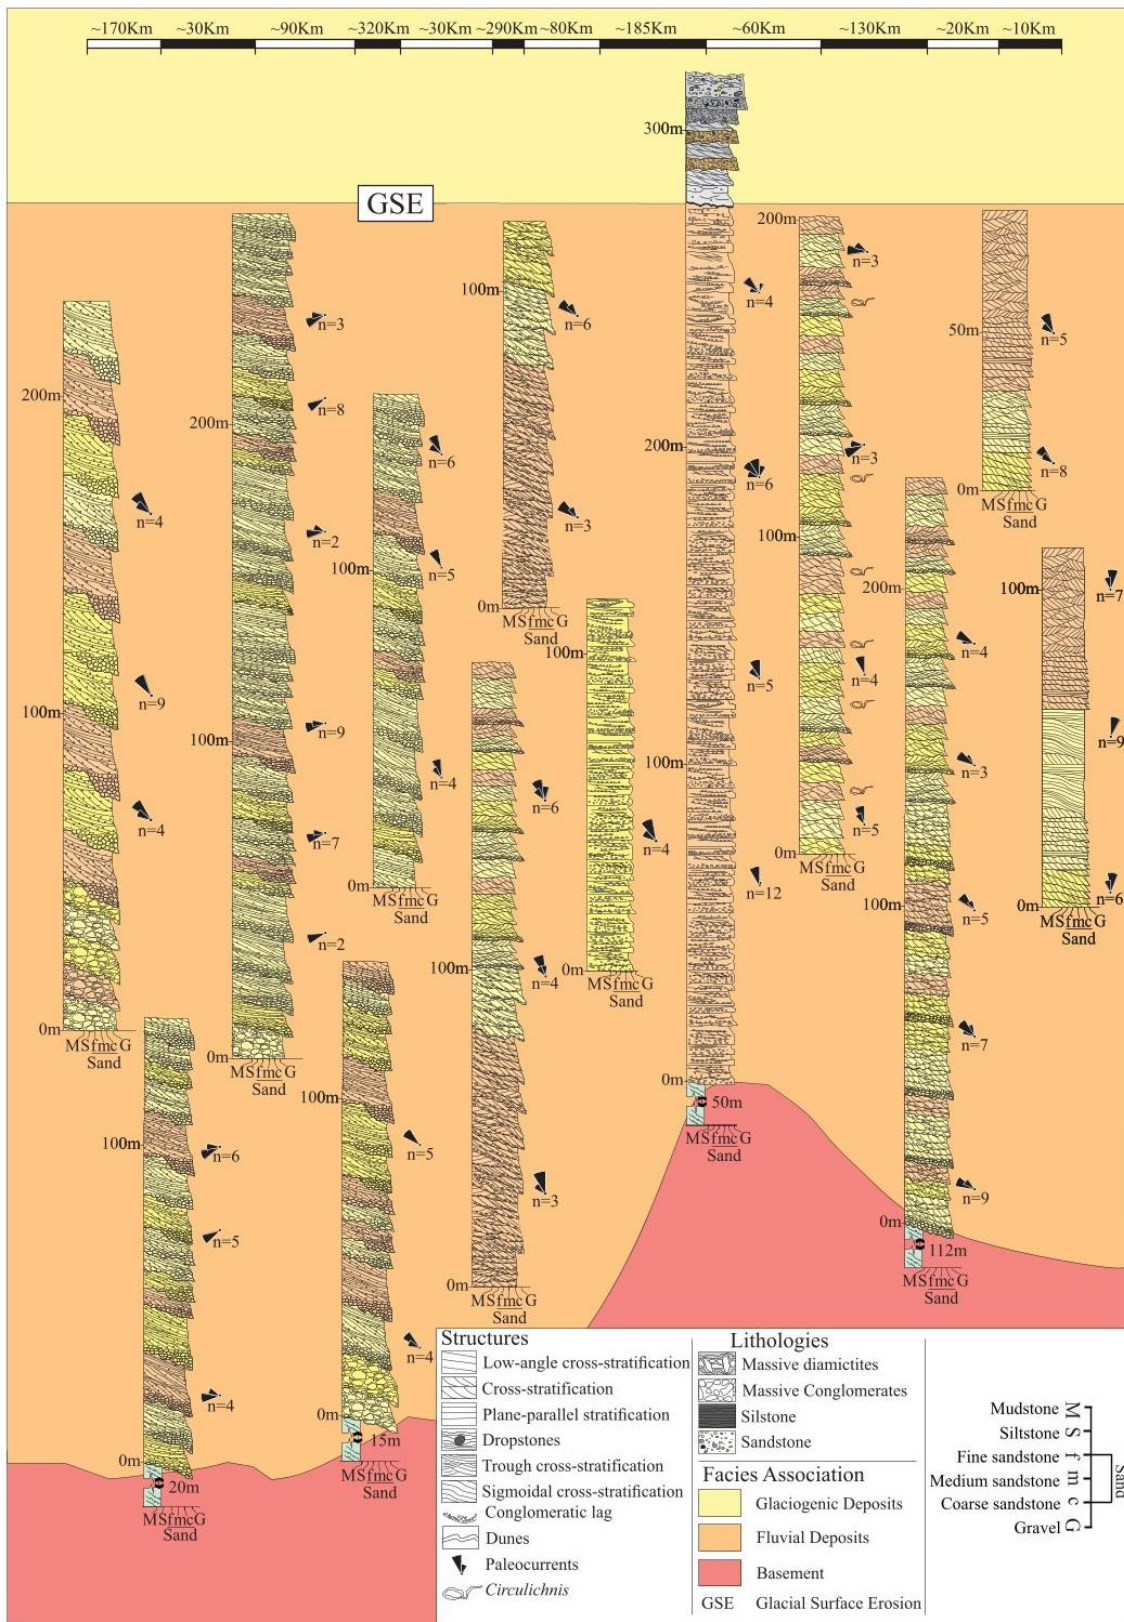 ~170Km ~30Km ~90Km ~320Km ~30Km ~290Km ~80Km ~185Km ~60Km ~130Km ~20Km ~10Km
GSE
200m
n=4
100m
n=9
n=4
0m
MSfmcG
Sand
100m
n=6
n=5
n=4
0m
20m
MSfmcG
Sand
n=3
200m
n=8
n=2
100m
n=9
n=7
n=2
0m
MSfmcG
Sand
100m
n=5
n=4
0m
15m
MSfmcG
Sand
n=6
100m
n=5
n=4
0m
MSfmcG
Sand
n=6
100m
n=4
n=3
0m
MSfmcG
Sand
100m
n=6
n=3
0m
MSfmcG
Sand
100m
n=4
0m
MSfmcG
Sand
300m
n=4
200m
n=6
n=5
100m
n=12
0m
50m
MSfmcG
Sand
200m
n=3
n=3
100m
n=4
n=5
0m
MSfmcG
Sand
200m
n=4
n=3
100m
n=5
n=7
n=9
0m
112m
MSfmcG
Sand
50m
n=5
n=8
0m
MSfmcG
Sand
100m
n=7
n=9
n=6
0m
MSfmcG
Sand
Structures
Low-angle cross-stratification
Cross-stratification
Plane-parallel stratification
Dropstones
Trough cross-stratification
Sigmoidal cross-stratification
Conglomeratic lag
Dunes
Paleocurrents
Circulichnis
Lithologies
Massive diamictites
Massive Conglomerates
Silstone
Sandstone
Facies Association
Glaciogenic Deposits
Fluvial Deposits
Basement
GSE Glacial Surface Erosion
Mudstone M
Siltstone S
Fine sandstone f
Medium sandstone m
Coarse sandstone c
Gravel G
Sand